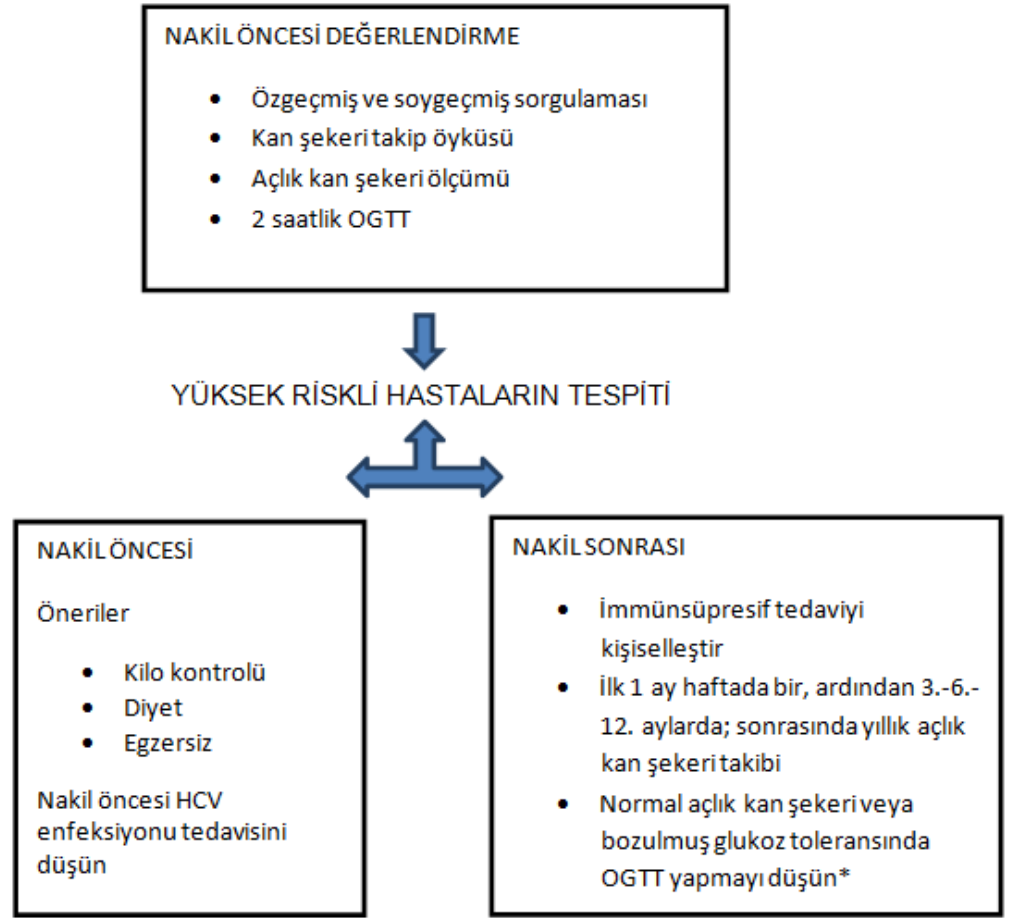 NAKİL ÖNCESİ DEĞERLENDİRME
• Özgeçmiş ve soygeçmiş sorgulaması
• Kan şekeri takip öyküsü
• Açlık kan şekeri ölçümü
• 2 saatlik OGTT
YÜKSEK RİSKLİ HASTALARIN TESPİTİ
NAKİL ÖNCESİ
Öneriler
• Kilo kontrolü
• Diyet
• Egzersiz
Nakil öncesi HCV
enfeksiyonu tedavisini
düşün
NAKİL SONRASI
• İmmünsüpresif tedaviyi
kişiselleştir
• İlk 1 ay haftada bir, ardından 3.-6.-
12. aylarda; sonrasında yıllık açlık
kan şekeri takibi
• Normal açlık kan şekeri veya
bozulmuş glukoz toleransında
OGTT yapmayı düşün*